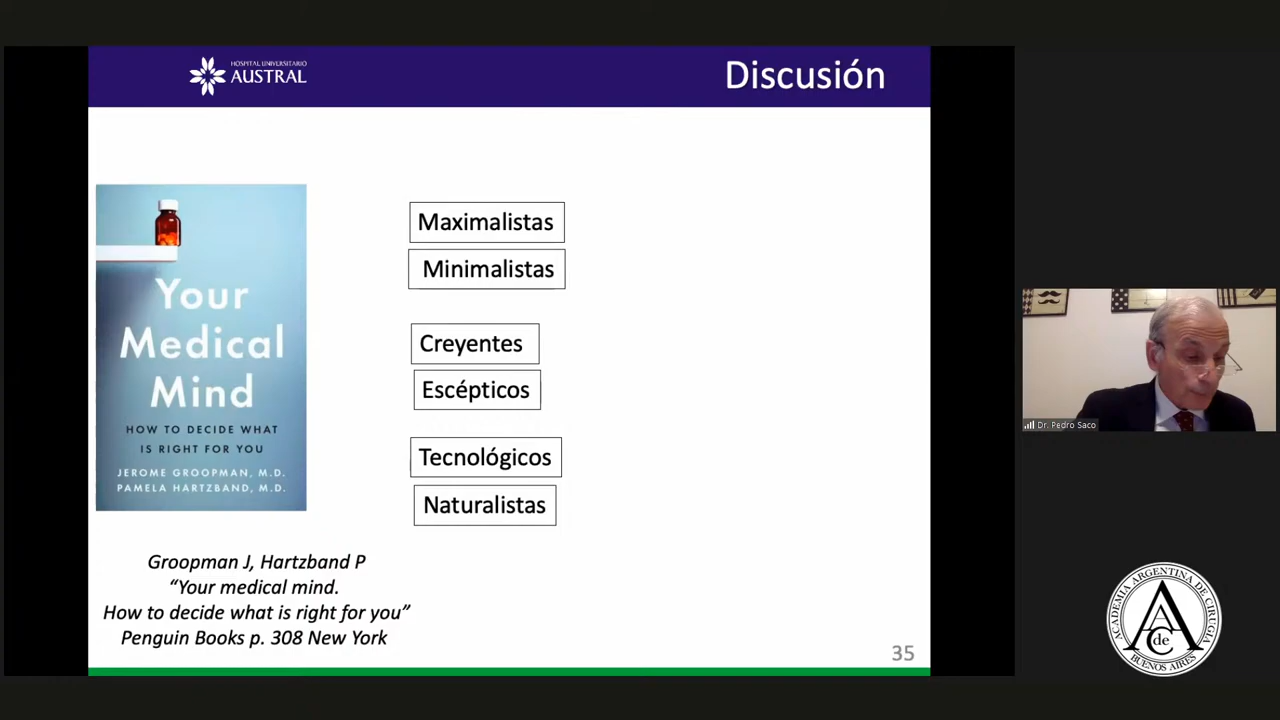 HOSPITAL UNIVERSITARIO
AUSTRAL
Discusión
Your
Medical
Mind
HOW TO DECIDE WHAT
IS RIGHT FOR YOU
JEROME GROOPMAN, M.D.
PAMELA HARTZBAND, M.D.
Maximalistas
Minimalistas
Creyentes
Escépticos
Tecnológicos
Naturalistas
Groopman J, Hartzband P
“Your medical mind.
How to decide what is right for you”
Penguin Books p. 308 New York
35
Dr. Pedro Saco
ACADEMIA ARGENTINA DE CIRUGÍA
A A de C
BUENOS AIRES